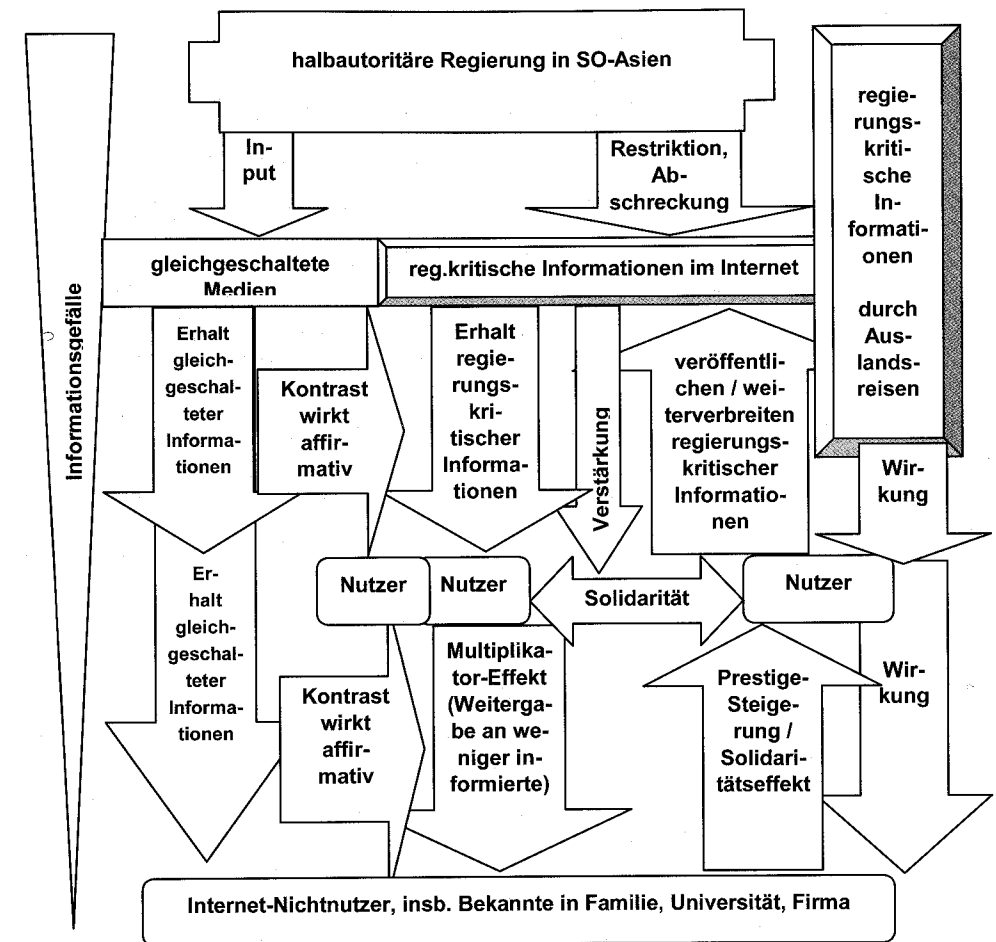 halbautoritäre Regierung in SO-Asien
In-
put
Restriktion,
Ab-
schreckung
regie-
rungs-
kriti-
sche
In-
formati-
onen
durch
Aus-
lands-
reisen
Informationsgefälle
gleichgeschaltete
Medien
reg.kritische Informationen im Internet
Erhalt
gleich-
geschal-
teter
Informa-
tionen
Kontrast
wirkt
affir-
mativ
Erhalt
regie-
rungs-
kri-
tischer
Informa-
tionen
Verstärkung
veröffentli-
chen / wei-
terverbreiten
regierungs-
kritischer
Informatio-
nen
Wir-
kung
Nutzer
Nutzer
Solidarität
Nutzer
Er-
halt
gleich-
geschal-
teter
Informa-
tionen
Kontrast
wirkt
affir-
mativ
Multiplika-
tor-Effekt
(Weiterga-
be an we-
niger in-
formierte)
Prestige-
Steige-
rung /
Solidari-
tätseffekt
Wir-
kung
Internet-Nichtnutzer, insb. Bekannte in Familie, Universität, Firma